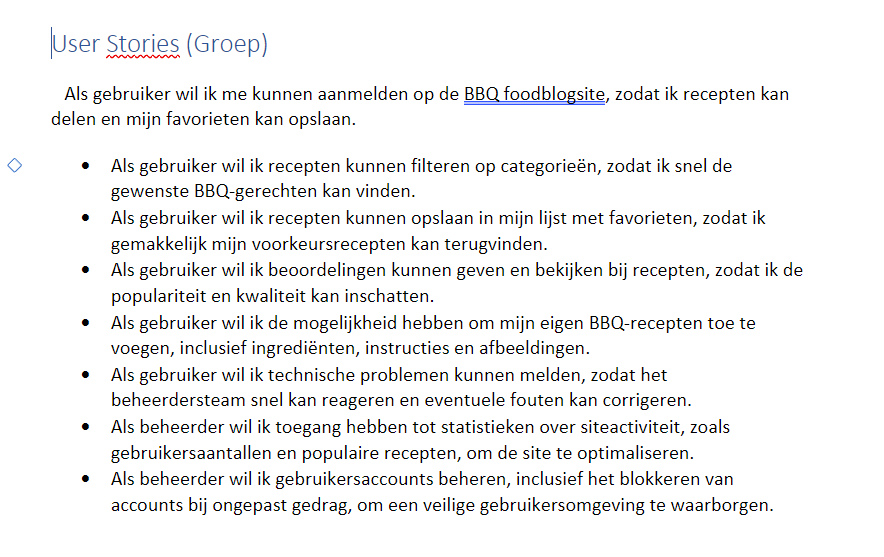 User Stories (Groep)
Als gebruiker wil ik me kunnen aanmelden op de BBQ foodblogsite, zodat ik recepten kan
delen en mijn favorieten kan opslaan.
• Als gebruiker wil ik recepten kunnen filteren op categorieën, zodat ik snel de
gewenste BBQ-gerechten kan vinden.
• Als gebruiker wil ik recepten kunnen opslaan in mijn lijst met favorieten, zodat ik
gemakkelijk mijn voorkeursrecepten kan terugvinden.
• Als gebruiker wil ik beoordelingen kunnen geven en bekijken bij recepten, zodat ik de
populariteit en kwaliteit kan inschatten.
• Als gebruiker wil ik de mogelijkheid hebben om mijn eigen BBQ-recepten toe te
voegen, inclusief ingrediënten, instructies en afbeeldingen.
• Als gebruiker wil ik technische problemen kunnen melden, zodat het
beheerdersteam snel kan reageren en eventuele fouten kan corrigeren.
• Als beheerder wil ik toegang hebben tot statistieken over siteactiviteit, zoals
gebruikersaantallen en populaire recepten, om de site te optimaliseren.
• Als beheerder wil ik gebruikersaccounts beheren, inclusief het blokkeren van
accounts bij ongepast gedrag, om een veilige gebruikersomgeving te waarborgen.